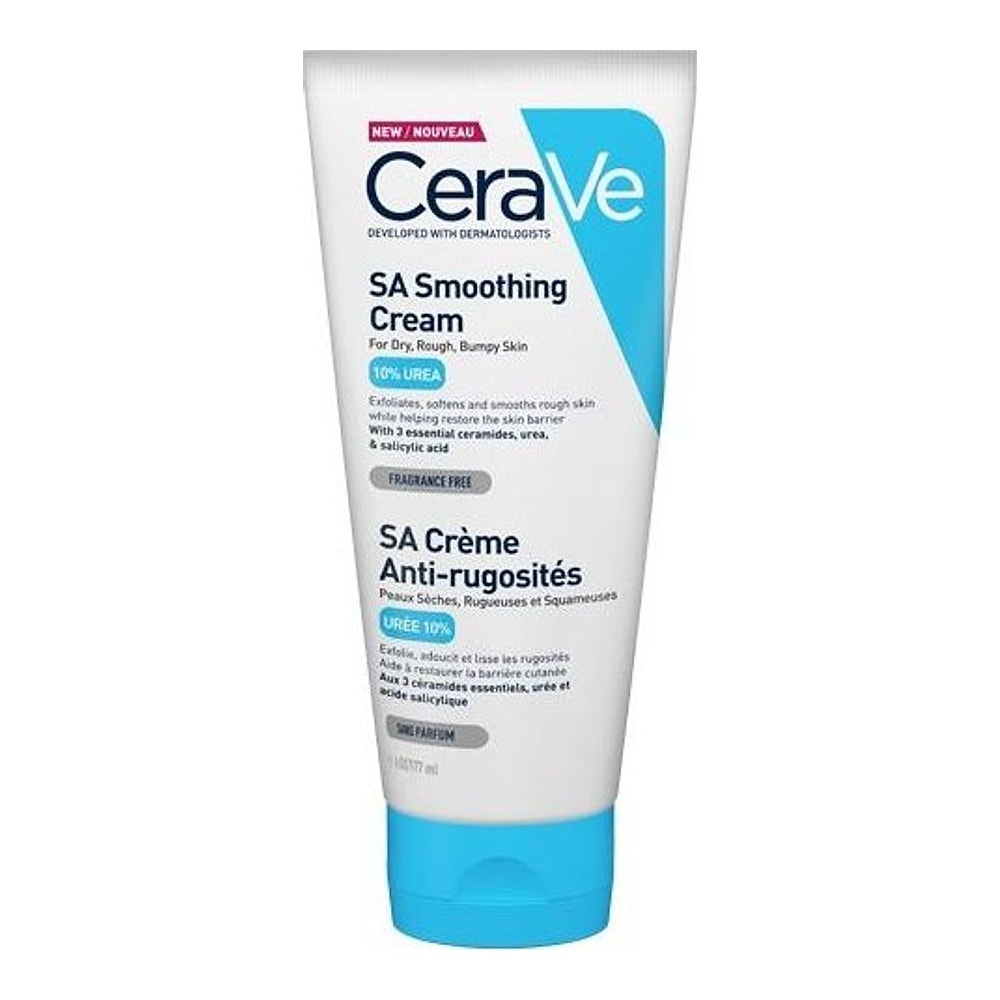 NEW / NOUVEAU
CeraVe
DEVELOPED WITH DERMATOLOGISTS
SA Smoothing
Cream
For Dry, Rough, Bumpy Skin
10% UREA
Exfoliates, softens and smooths rough skin
while helping restore the skin barrier
With 3 essential ceramides, urea,
& salicylic acid
FRAGRANCE FREE
SA Crème
Anti-rugosités
Peaux Sèches, Rugueuses et Squameuses
URÉE 10%
Exfolie, adoucit et lisse les rugosités
Aide à restaurer la barrière cutanée
Aux 3 céramides essentiels, urée et
acide salicylique
SANS PARFUM
177 ml